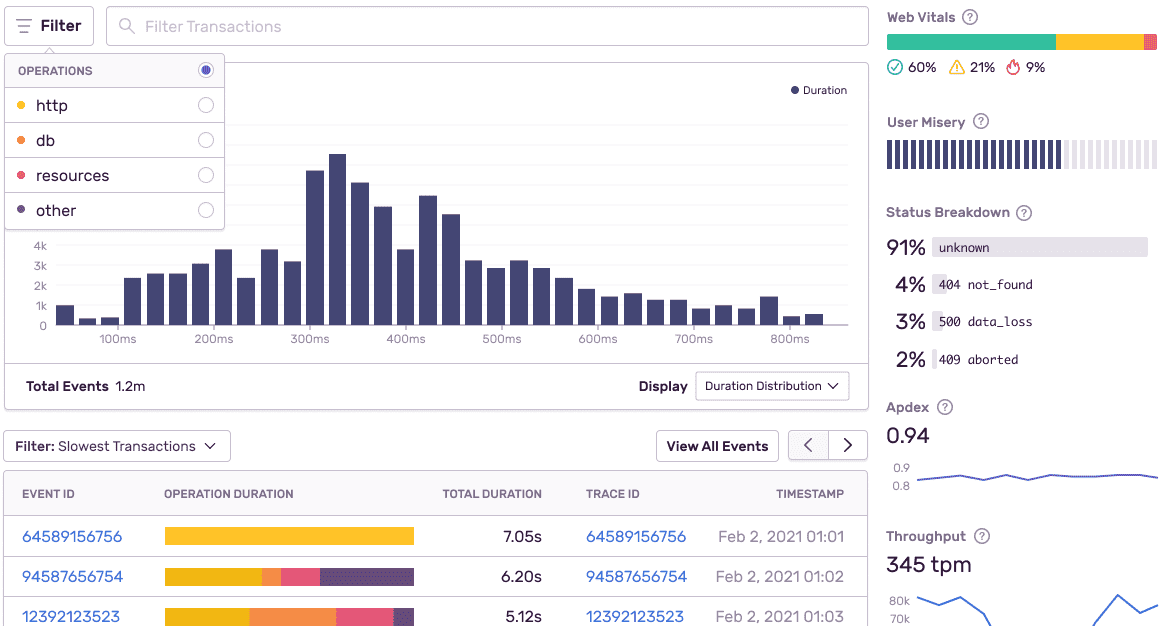 Filter
Filter Transactions
OPERATIONS
http
db
resources
other
Duration
4k
3k
2k
1k
0
100ms 200ms 300ms 400ms 500ms 600ms 700ms 800ms
Total Events 1.2m
Display Duration Distribution
Filter: Slowest Transactions
View All Events
EVENT ID OPERATION DURATION TOTAL DURATION TRACE ID TIMESTAMP
64589156756 7.05s 64589156756 Feb 2, 2021 01:01
94587656754 6.20s 94587656754 Feb 2, 2021 01:02
12392123523 5.12s 12392123523 Feb 2, 2021 01:03
Web Vitals ?
60% 21% 9%
User Misery ?
Status Breakdown ?
91% unknown
4% 404 not_found
3% 500 data_loss
2% 409 aborted
Apdex ?
0.94
0.9
0.8
Throughput ?
345 tpm
80k
70k